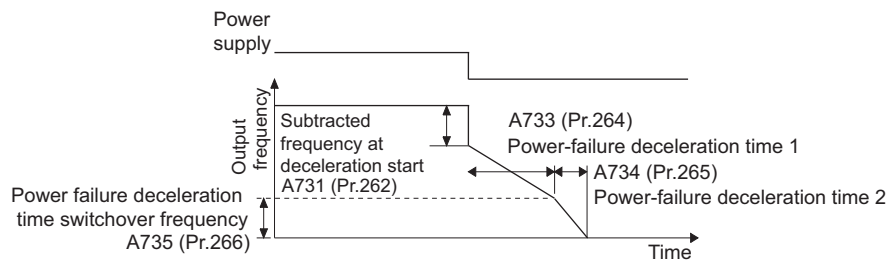 Power
supply
Output
frequency
Subtracted
frequency at
deceleration start
A731 (Pr.262)
A733 (Pr.264)
Power-failure deceleration time 1
A734 (Pr.265)
Power-failure deceleration time 2
Power failure deceleration
time switchover frequency
A735 (Pr.266)
Time